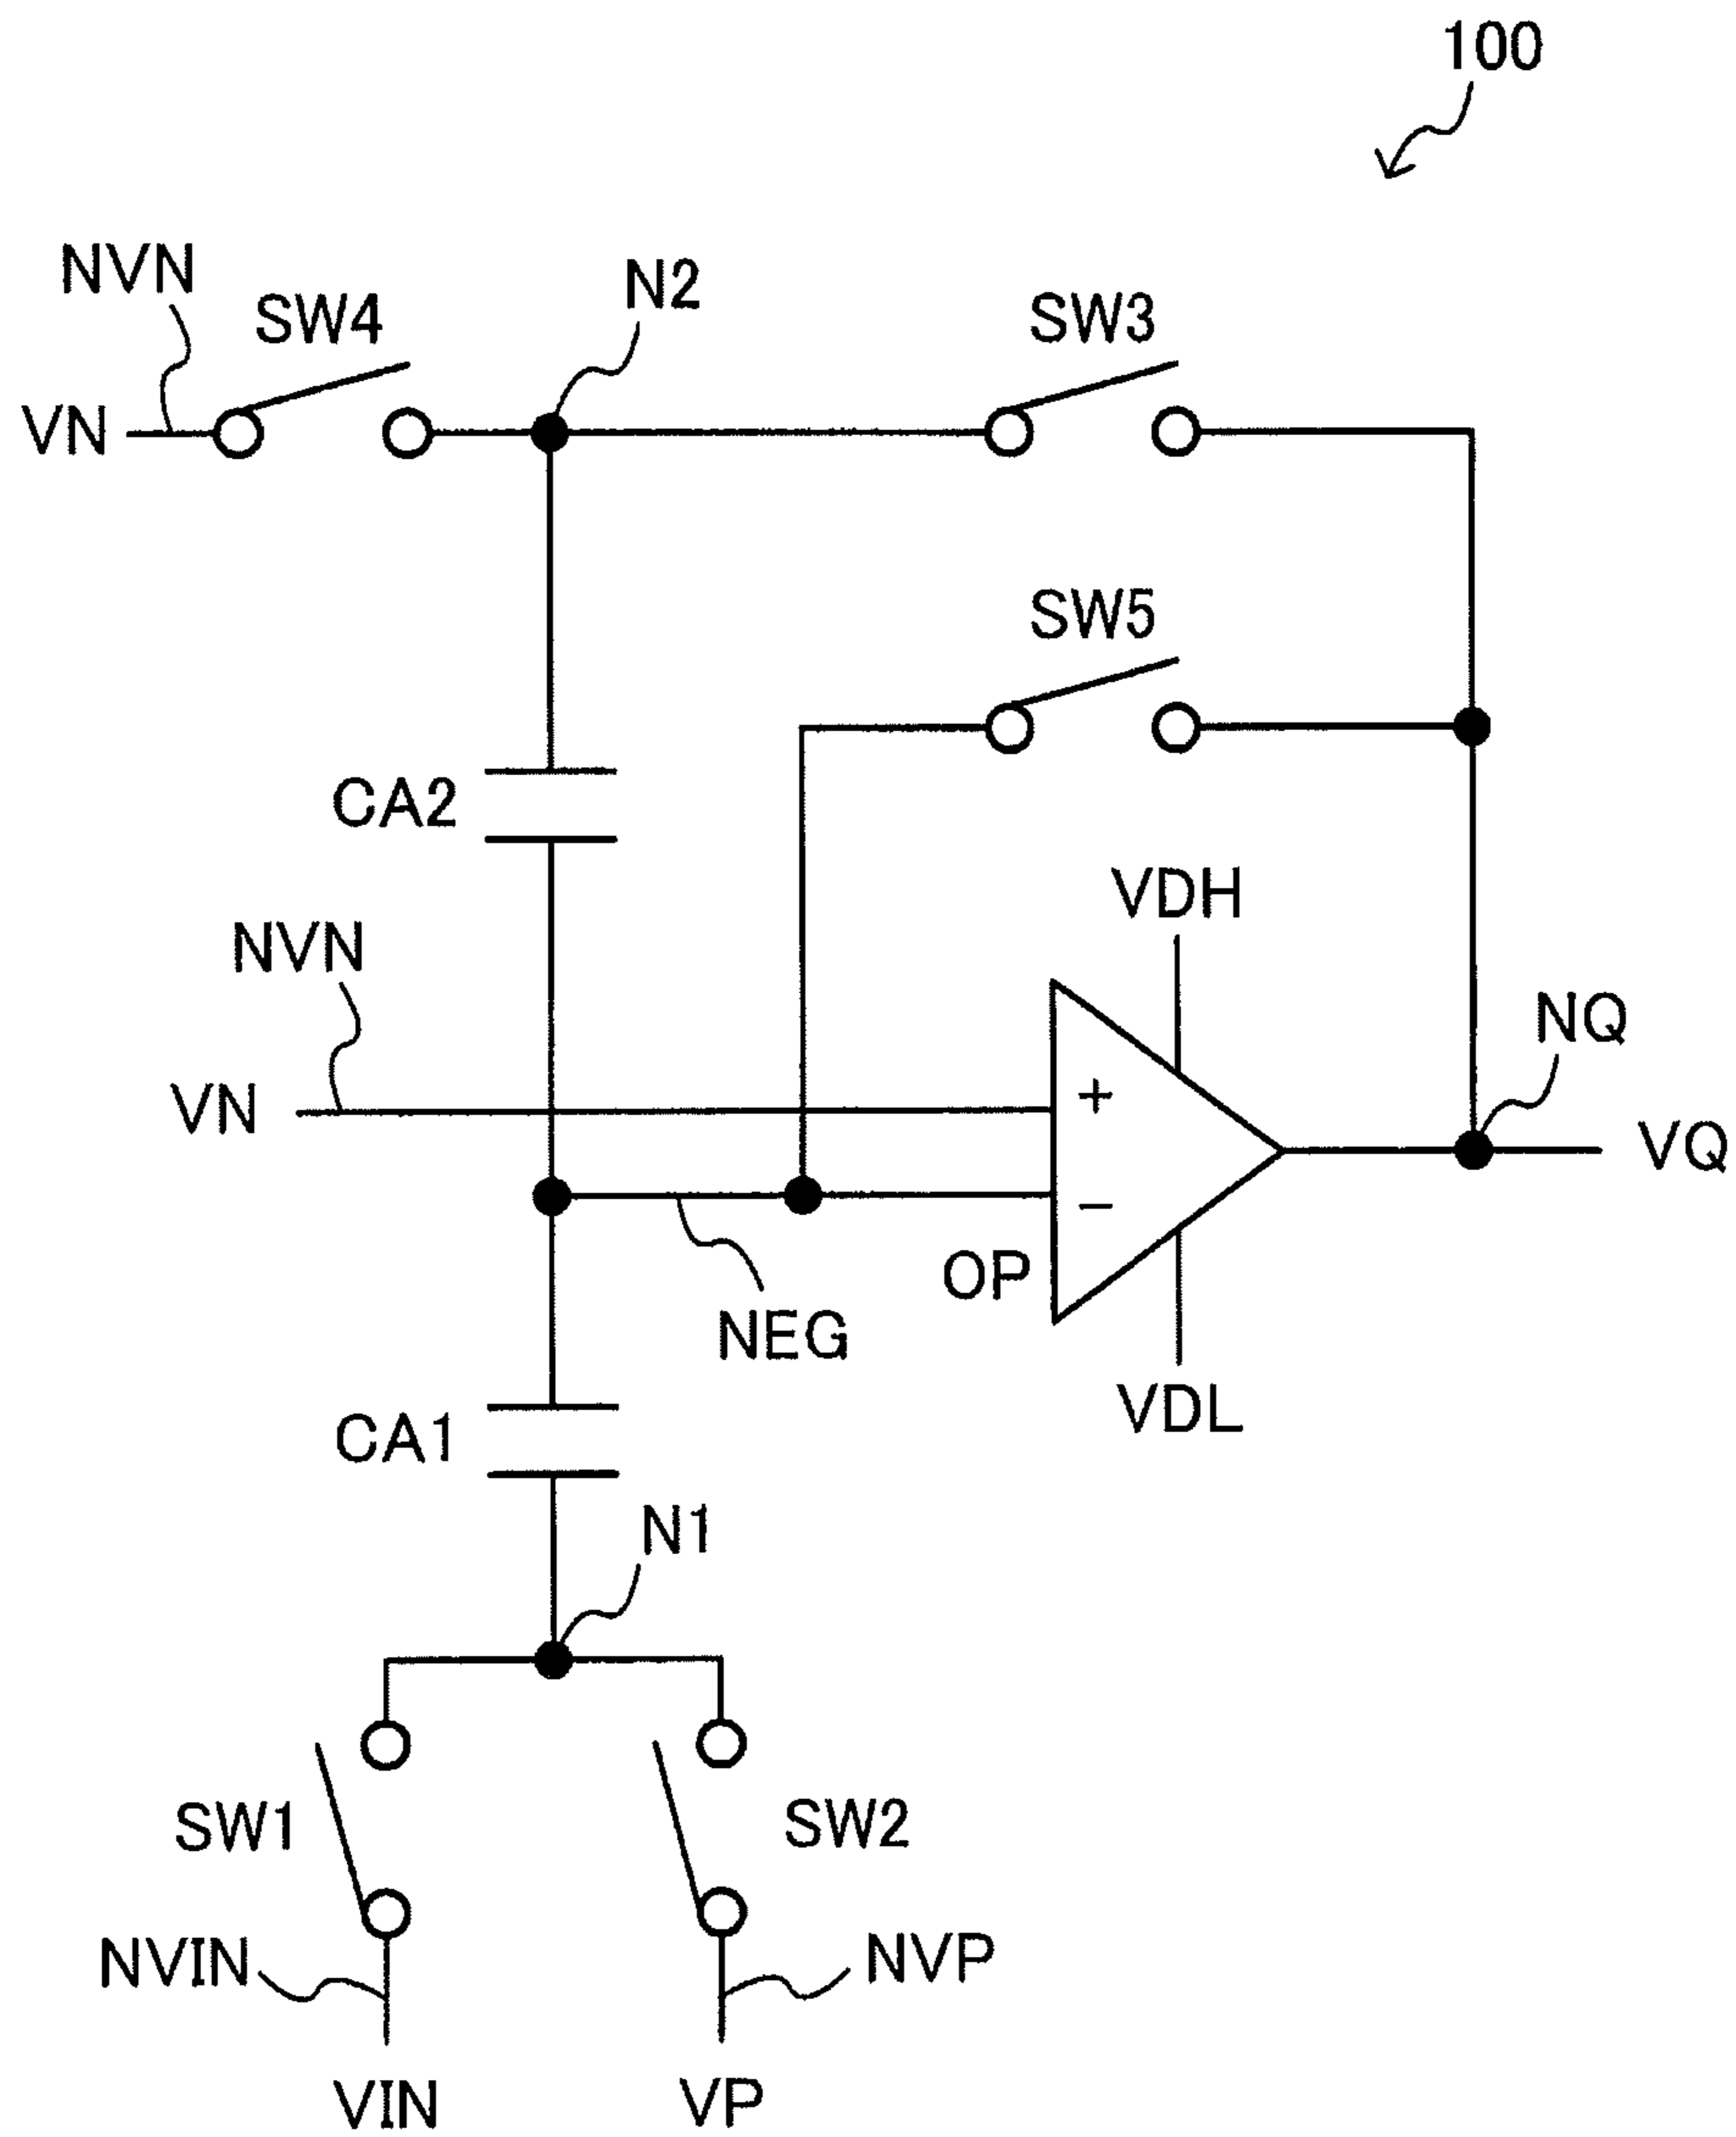 100
NVN
SW4
N2
SW3
VN
SW5
CA2
VDH
NVN
NQ
VN
+
VQ
−
OP
NEG
VDL
CA1
N1
SW1
SW2
NVIN
NVP
VIN
VP